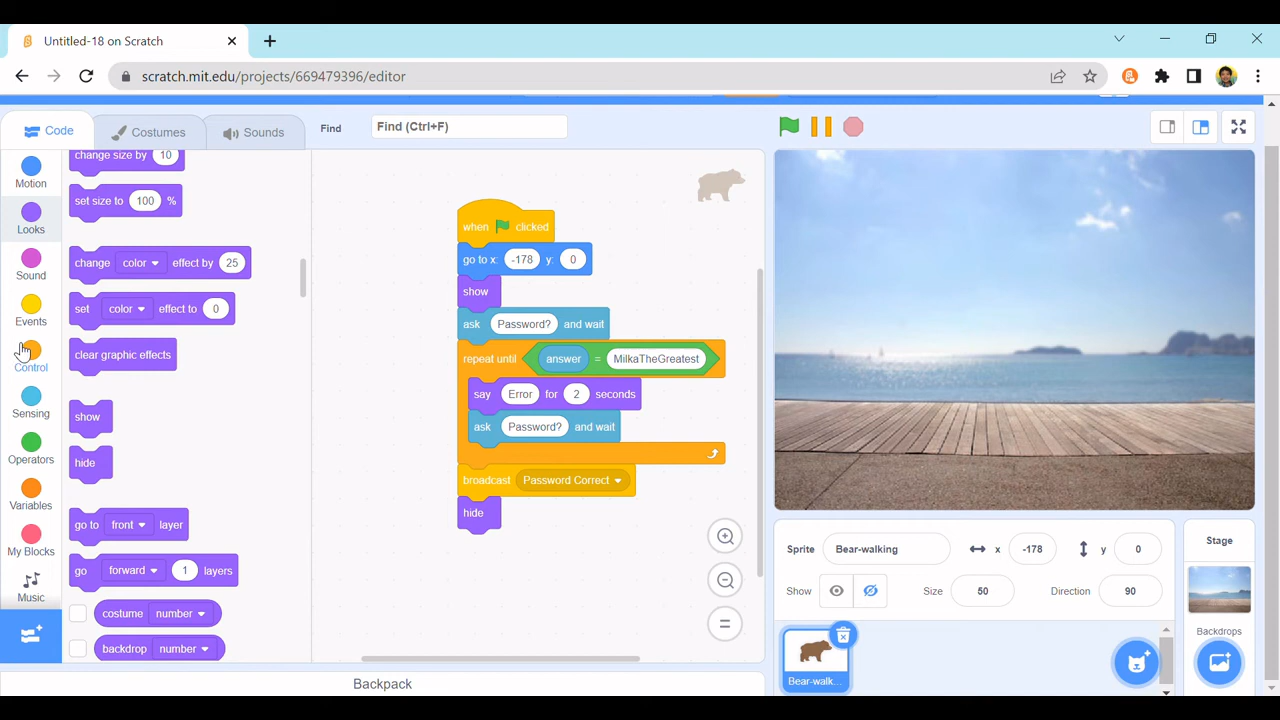 Untitled-18 on Scratch
scratch.mit.edu/projects/669479396/editor
Code
Costumes
Sounds
Find
Find (Ctrl+F)
Motion
Looks
Sound
Events
Control
Sensing
Operators
Variables
My Blocks
Music
change size by 10
set size to 100 %
change color effect by 25
set color effect to 0
clear graphic effects
show
hide
go to front layer
go forward 1 layers
costume number
backdrop number
when clicked
go to x: -178 y: 0
show
ask Password? and wait
repeat until answer = MilkaTheGreatest
say Error for 2 seconds
ask Password? and wait
broadcast Password Correct
hide
Sprite Bear-walking x -178 y 0
Show Size 50 Direction 90
Bear-walk...
Stage
Backdrops
Backpack